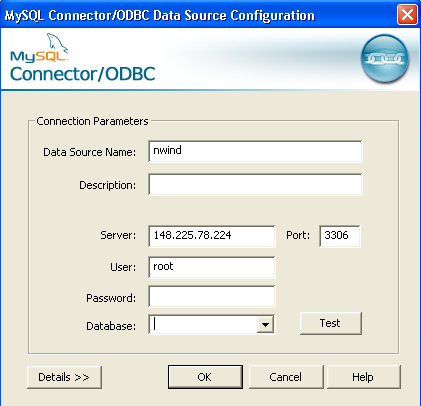 MySQL Connector/ODBC Data Source Configuration
MySQL
Connector/ODBC
Connection Parameters
Data Source Name: nwind
Description:
Server: 148.225.78.224 Port: 3306
User: root
Password:
Database:
Test
Details >> OK Cancel Help